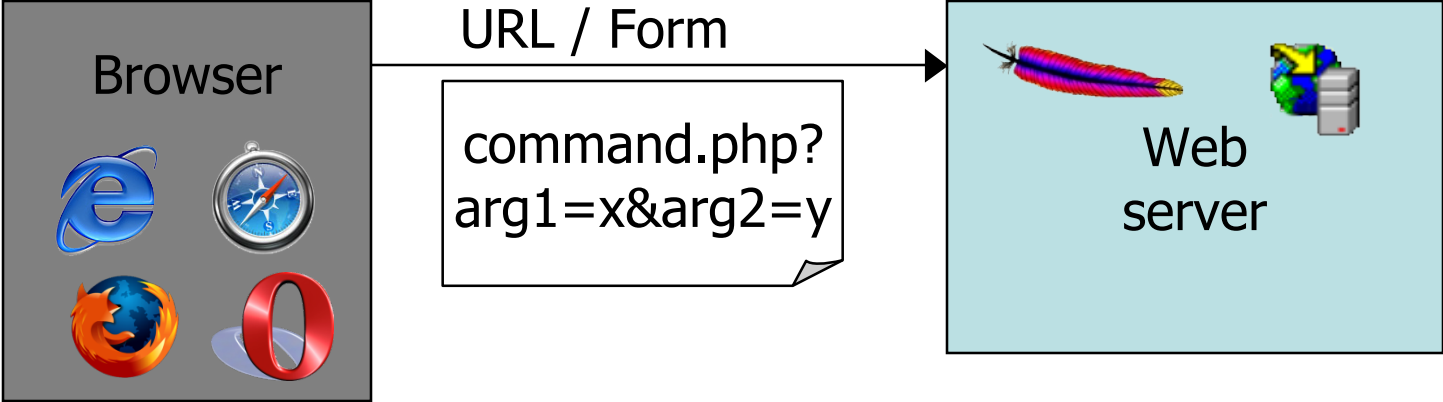 Browser
URL / Form
command.php?
arg1=x&arg2=y
Web
server